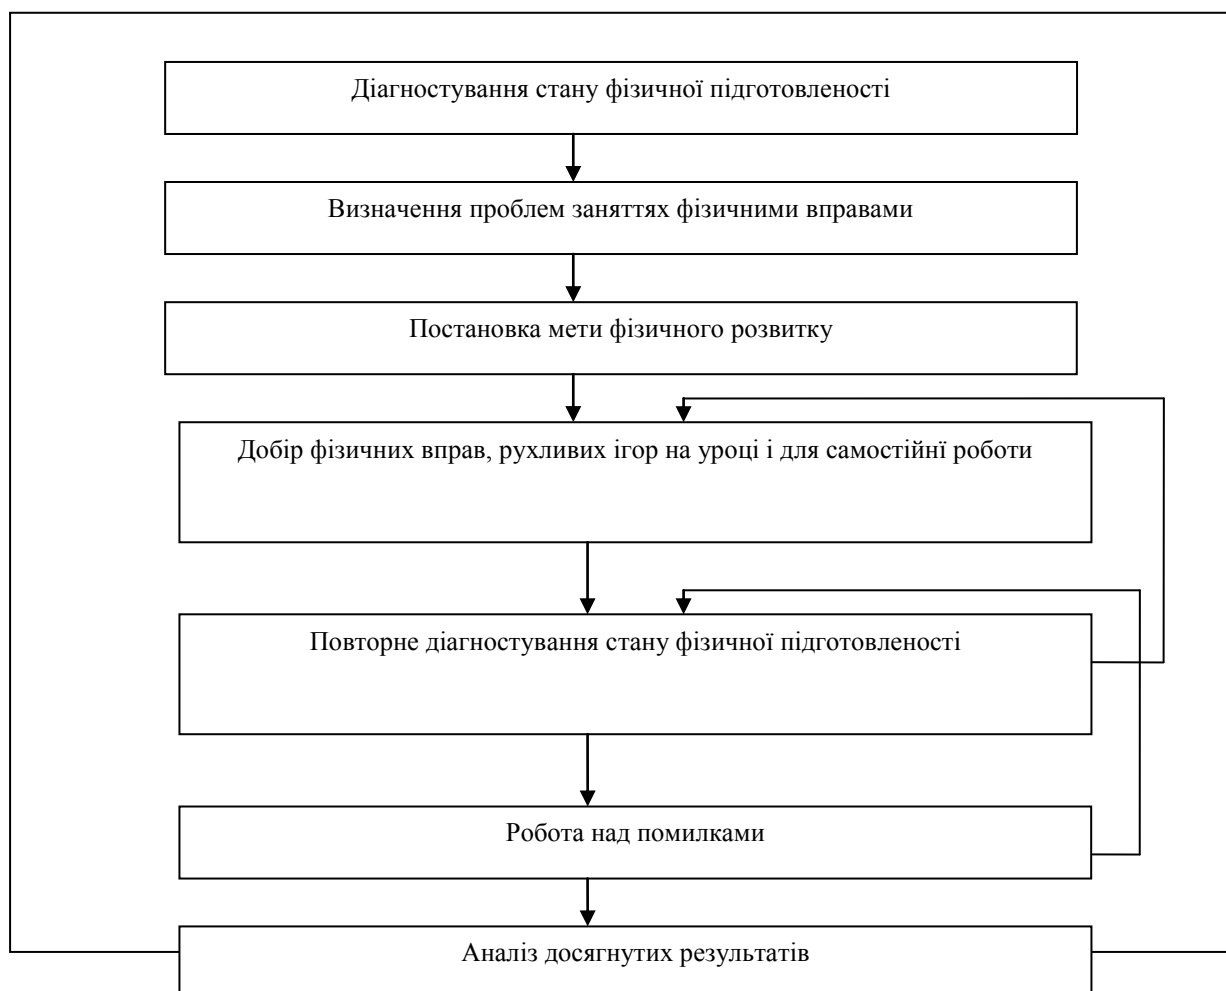 Діагностування стану фізичної підготовленості
Визначення проблем заняттях фізичними вправами
Постановка мети фізичного розвитку
Добір фізичних вправ, рухливих ігор на уроці і для самостійнї роботи
Повторне діагностування стану фізичної підготовленості
Робота над помилками
Аналіз досягнутих результатів